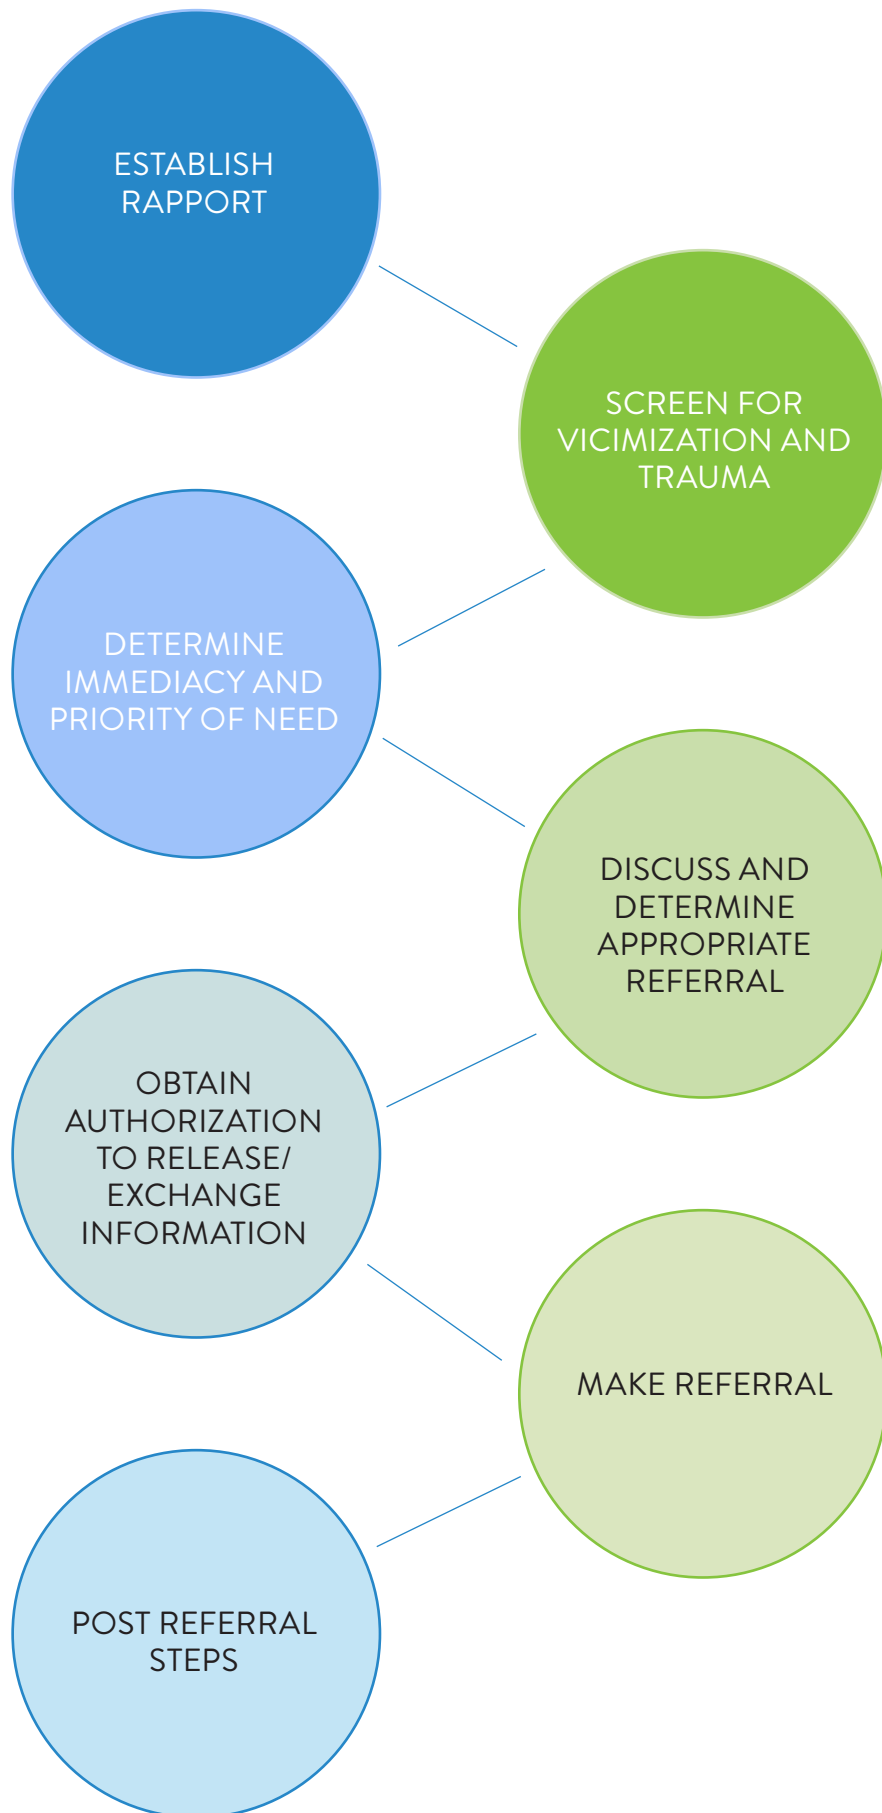 ESTABLISH
RAPPORT
SCREEN FOR
VICIMIZATION AND
TRAUMA
DETERMINE
IMMEDIACY AND
PRIORITY OF NEED
DISCUSS AND
DETERMINE
APPROPRIATE
REFERRAL
OBTAIN
AUTHORIZATION
TO RELEASE/
EXCHANGE
INFORMATION
MAKE REFERRAL
POST REFERRAL
STEPS